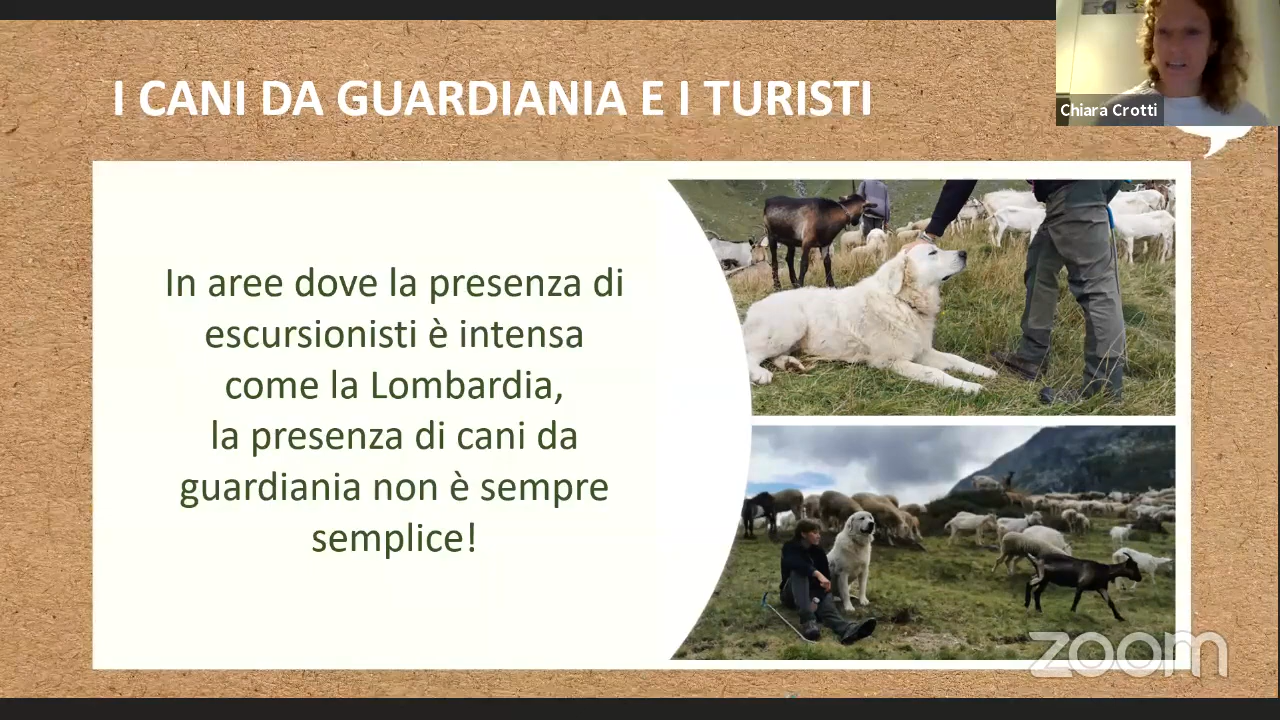 I CANI DA GUARDIANIA E I TURISTI
Chiara Crotti
In aree dove la presenza di
escursionisti è intensa
come la Lombardia,
la presenza di cani da
guardiania non è sempre
semplice!
zoom